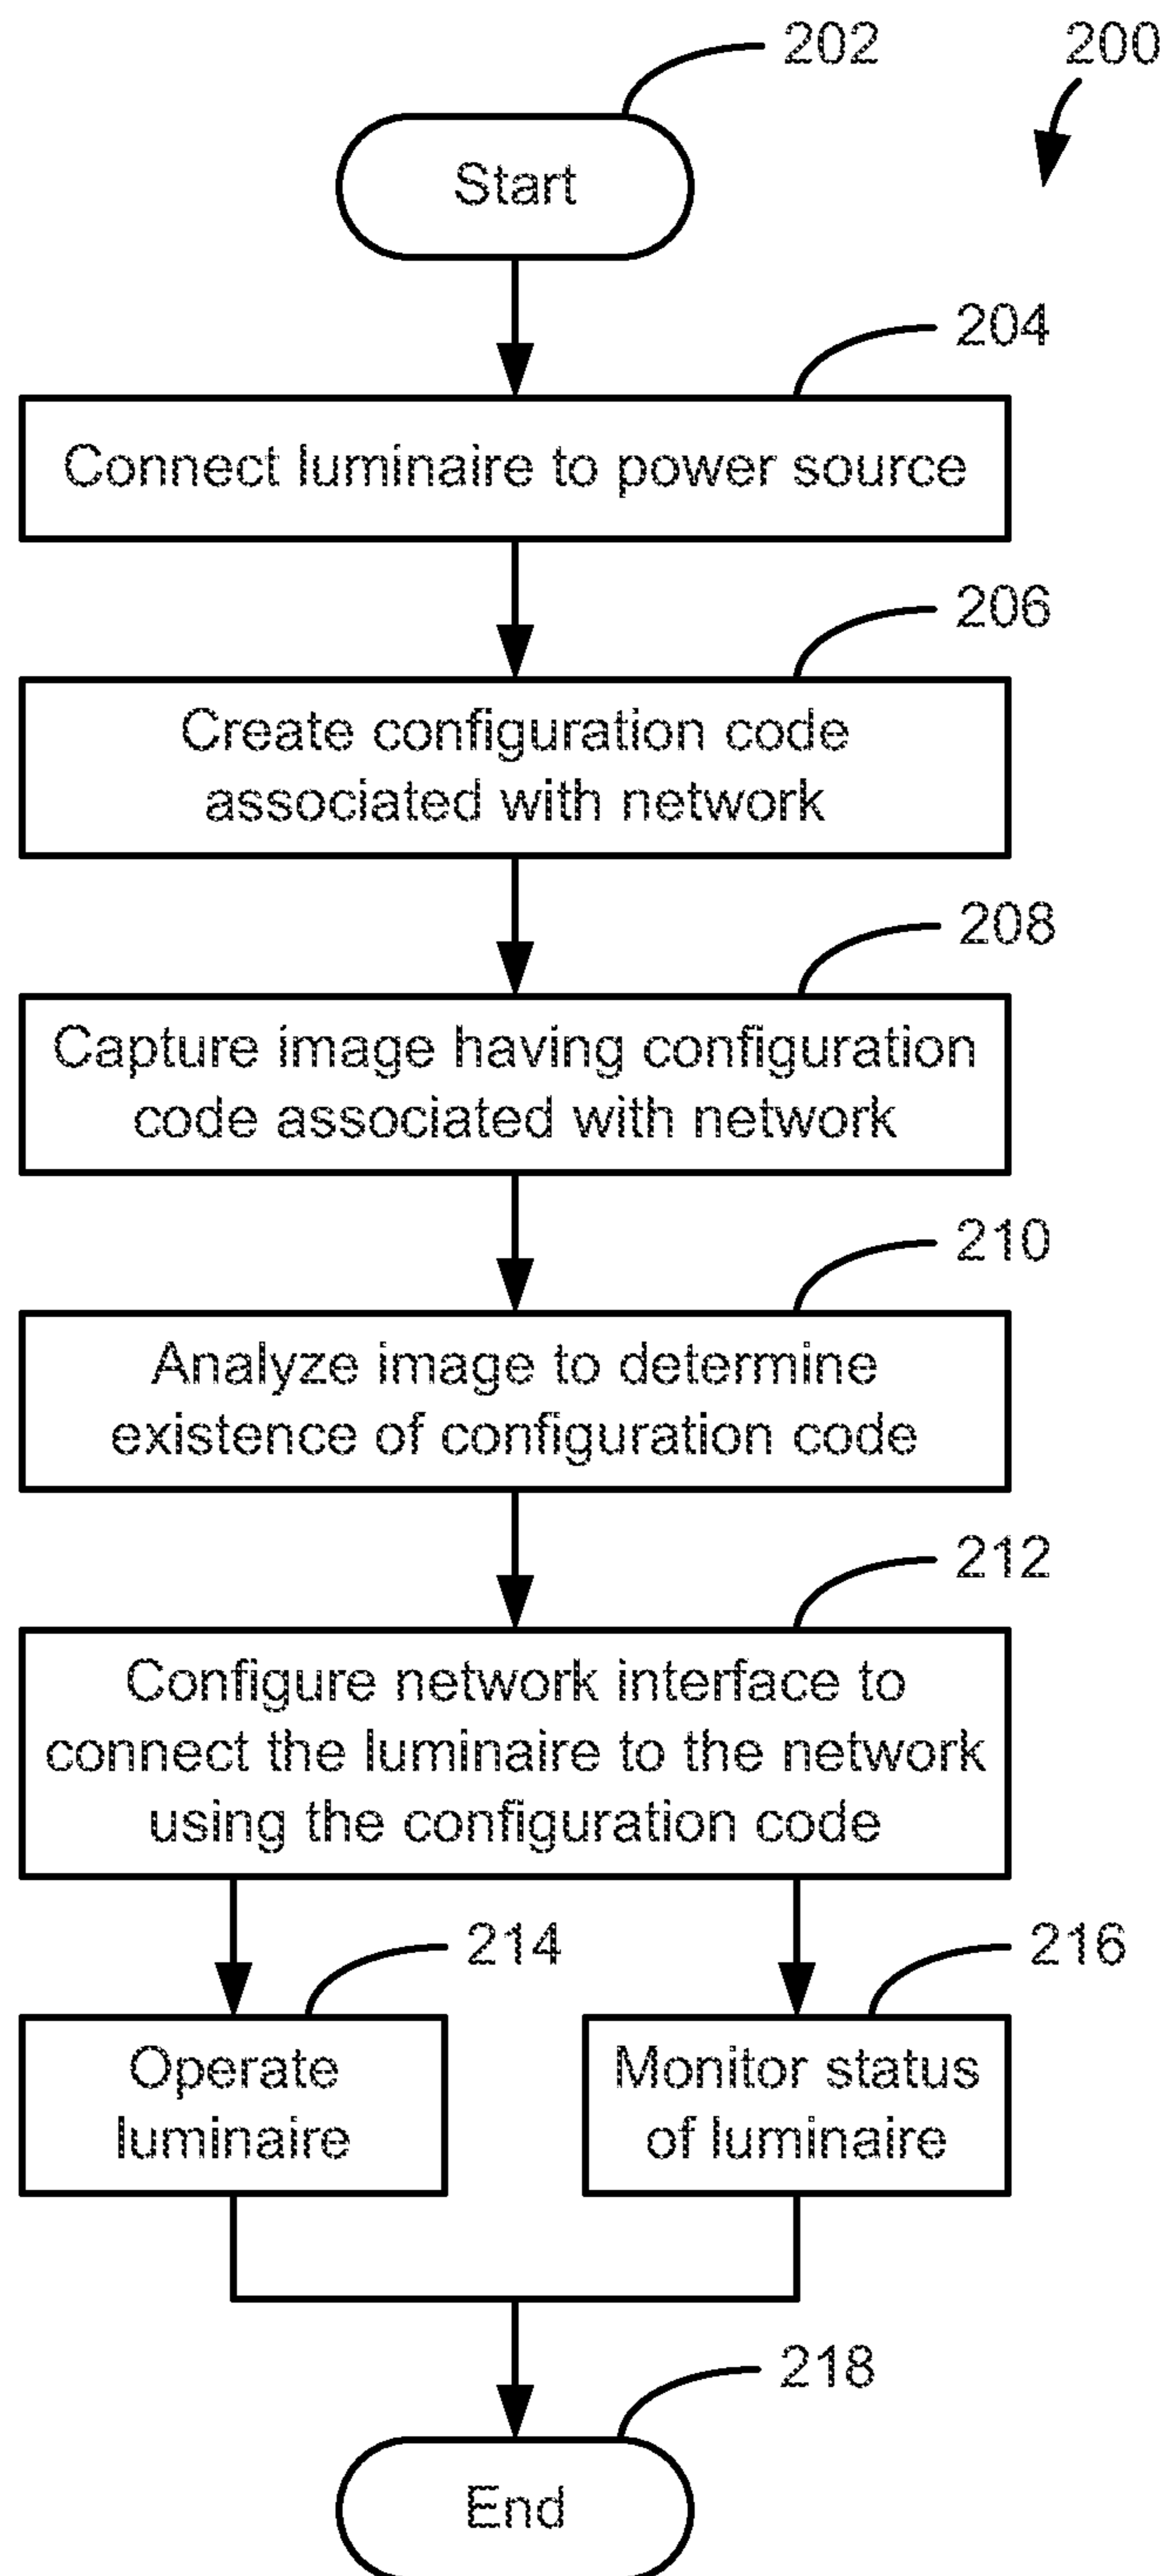 202
200
Start
204
Connect luminaire to power source
206
Create configuration code
associated with network
208
Capture image having configuration
code associated with network
210
Analyze image to determine
existence of configuration code
212
Configure network interface to
connect the luminaire to the network
using the configuration code
214
216
Operate
luminaire
Monitor status
of luminaire
218
End